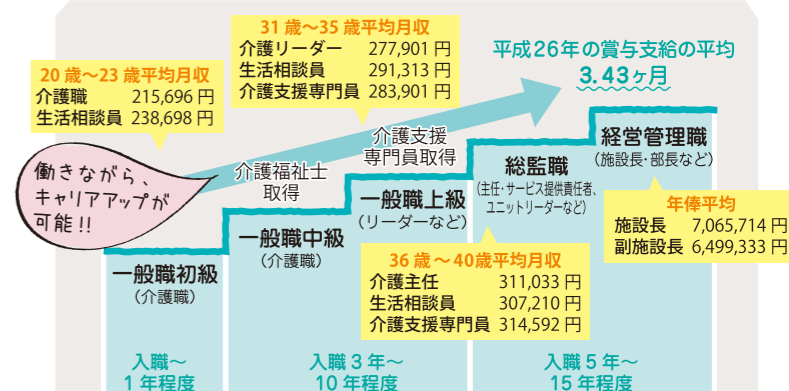 31歳～35歳平均月収
介護リーダー 277,901円
生活相談員 291,313円
介護支援専門員 283,901円
平成26年の賞与支給の平均
3.43ヶ月
20歳～23歳平均月収
介護職 215,696円
生活相談員 238,698円
働きながら、
キャリアアップが
可能!!
介護福祉士
取得
介護支援
専門員取得
経営管理職
(施設長・部長など)
総監職
(主任・サービス提供責任者、
ユニットリーダーなど)
一般職上級
(リーダーなど)
一般職中級
(介護職)
一般職初級
(介護職)
年俸平均
施設長 7,065,714円
副施設長 6,499,333円
36歳～40歳平均月収
介護主任 311,033円
生活相談員 307,210円
介護支援専門員 314,592円
入職～
1年程度
入職3年～
10年程度
入職5年～
15年程度